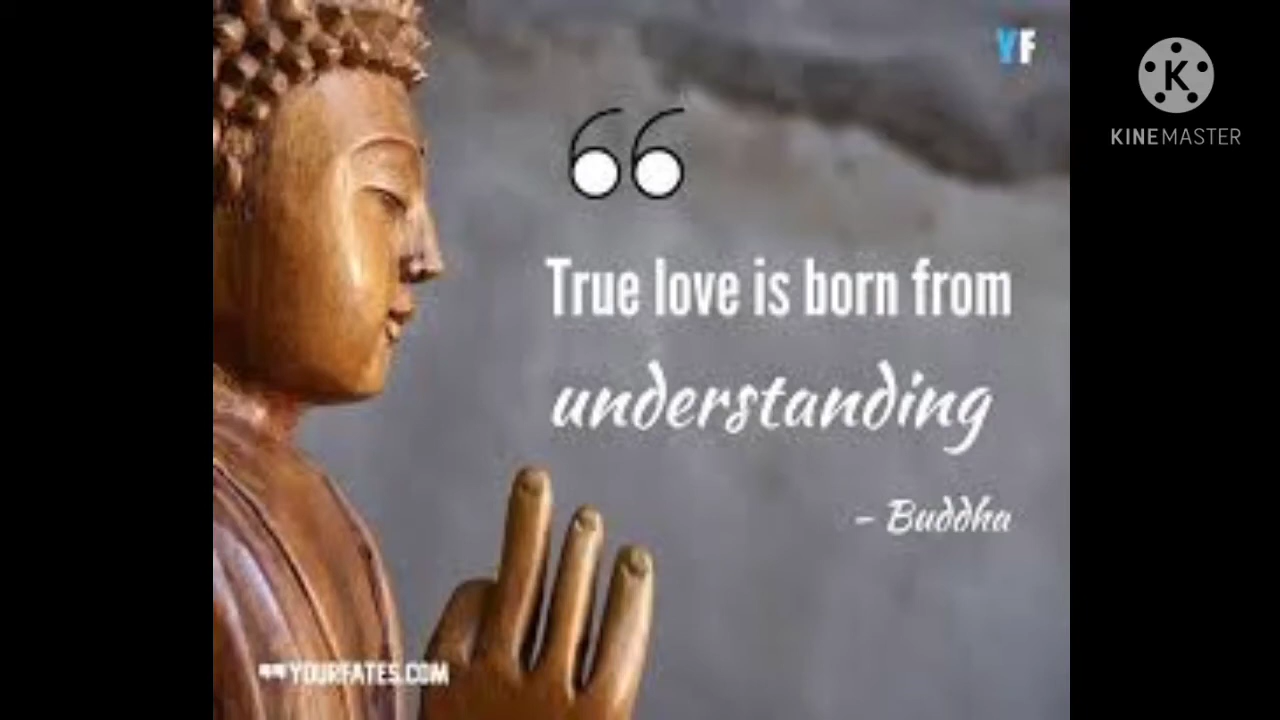 YF
KINEMASTER
True love is born from
understanding
- Buddha
YOURFATES.COM